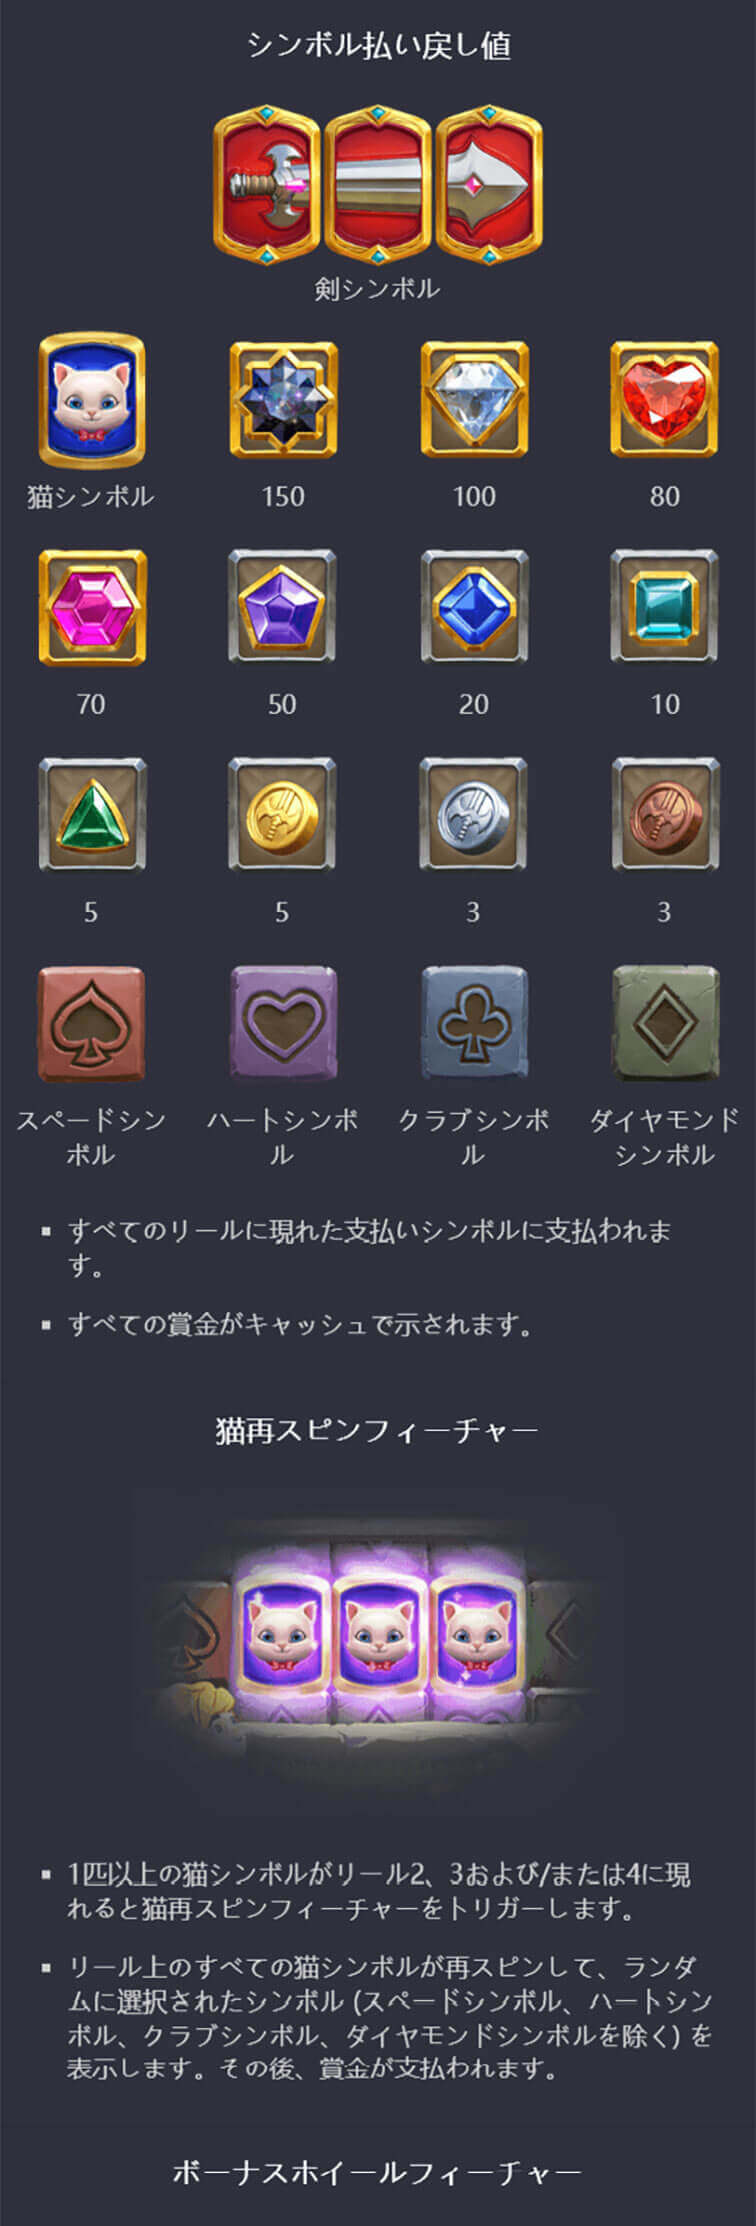 シンボル払い戻し値
剣シンボル
猫シンボル 150 100 80
70 50 20 10
5 5 3 3
スペードシン ハートシンボ クラブシンボ ダイヤモンド
ボル ル ル シンボル
▪ すべてのリールに現れた支払いシンボルに支払われま
す。
▪ すべての賞金がキャッシュで示されます。
猫再スピンフィーチャー
▪ 1匹以上の猫シンボルがリール2、3および/または4に現
れると猫再スピンフィーチャーをトリガーします。
▪ リール上のすべての猫シンボルが再スピンして、ランダ
ムに選択されたシンボル (スペードシンボル、ハートシン
ボル、クラブシンボル、ダイヤモンドシンボルを除く) を
表示します。その後、賞金が支払われます。
ボーナスホイールフィーチャー